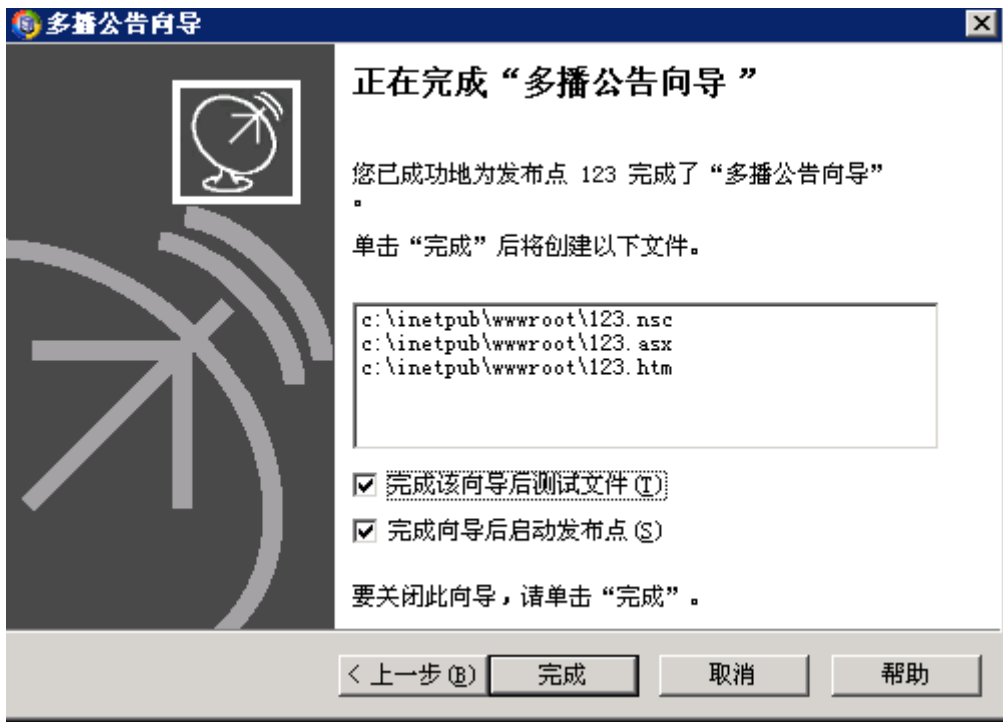 多播公告向导
正在完成“多播公告向导 ”
您已成功地为发布点 123 完成了“多播公告向导”
。
单击“完成”后将创建以下文件。
c:\inetpub\wwwroot\123.nsc
c:\inetpub\wwwroot\123.asx
c:\inetpub\wwwroot\123.htm
完成该向导后测试文件(T)
完成向导后启动发布点(S)
要关闭此向导，请单击“完成”。
< 上一步(B) 完成 取消 帮助